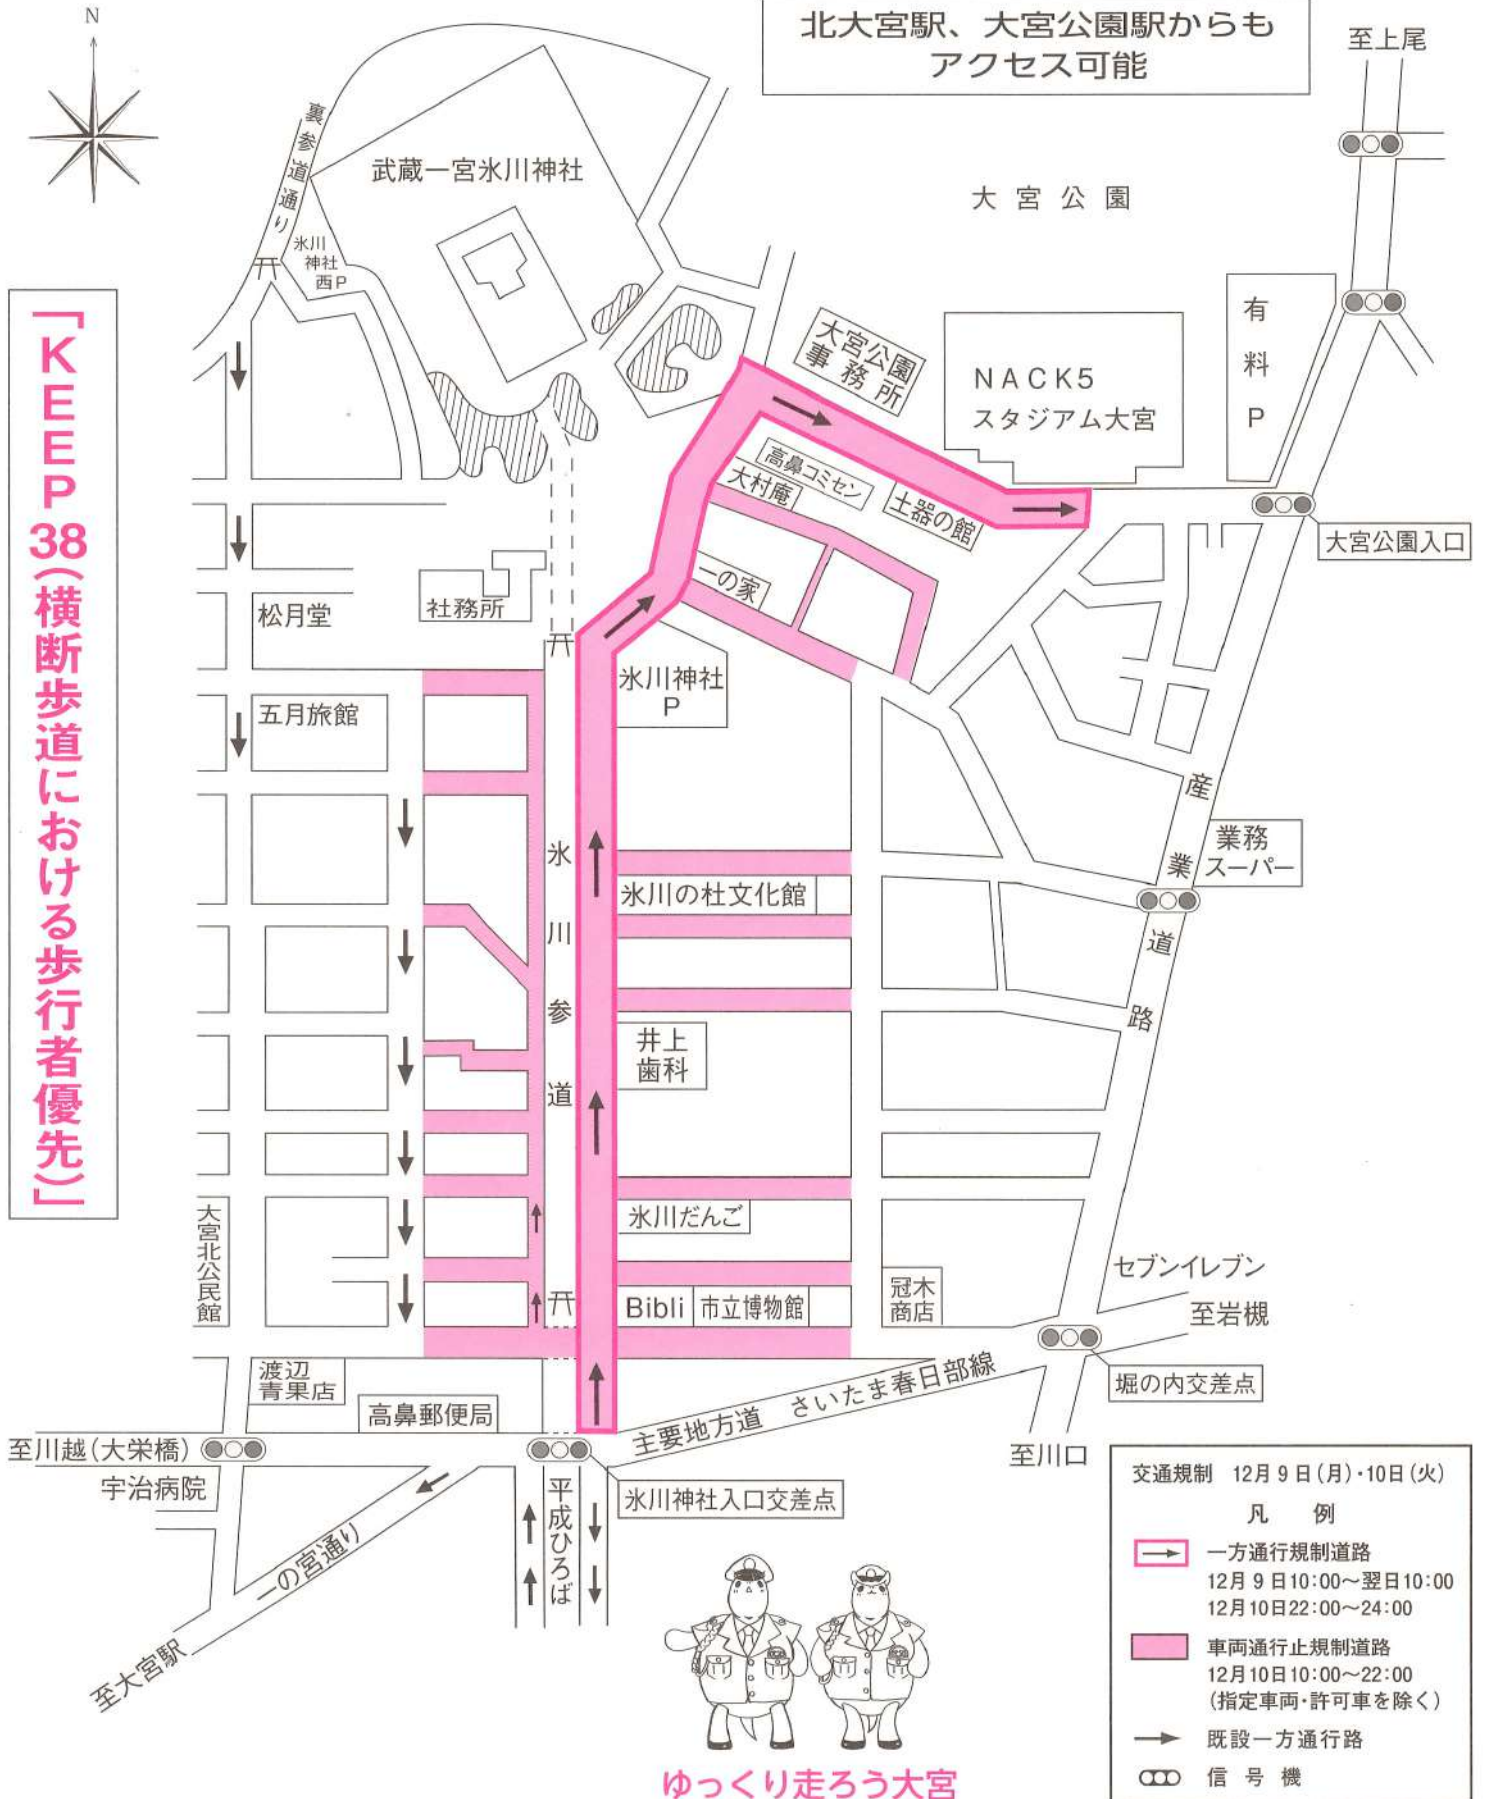 N
北大宮駅、大宮公園駅からも
アクセス可能
至上尾
裏参道通り
武蔵一宮氷川神社
大宮公園
氷川
神社
西P
「KEEP38(横断歩道における歩行者優先)」
大宮公園
事務所
NACK5
スタジアム大宮
有料P
高鼻コミセン
大村庵
土器の館
大宮公園入口
一の家
社務所
松月堂
氷川神社
P
五月旅館
産業道路
業務
スーパー
氷川参道
氷川の杜文化館
井上
歯科
大宮北公民館
氷川だんご
セブンイレブン
Bibli
市立博物館
冠木
商店
至岩槻
渡辺
青果店
高鼻郵便局
主要地方道 さいたま春日部線
堀の内交差点
至川越(大栄橋)
宇治病院
至川口
氷川神社入口交差点
平成ひろば
一の宮通り
至大宮駅
交通規制 12月9日(月)・10日(火)
凡 例
一方通行規制道路
12月9日10:00〜翌日10:00
12月10日22:00〜24:00
車両通行止規制道路
12月10日10:00〜22:00
(指定車両・許可車を除く)
既設一方通行路
信号機
ゆっくり走ろう大宮